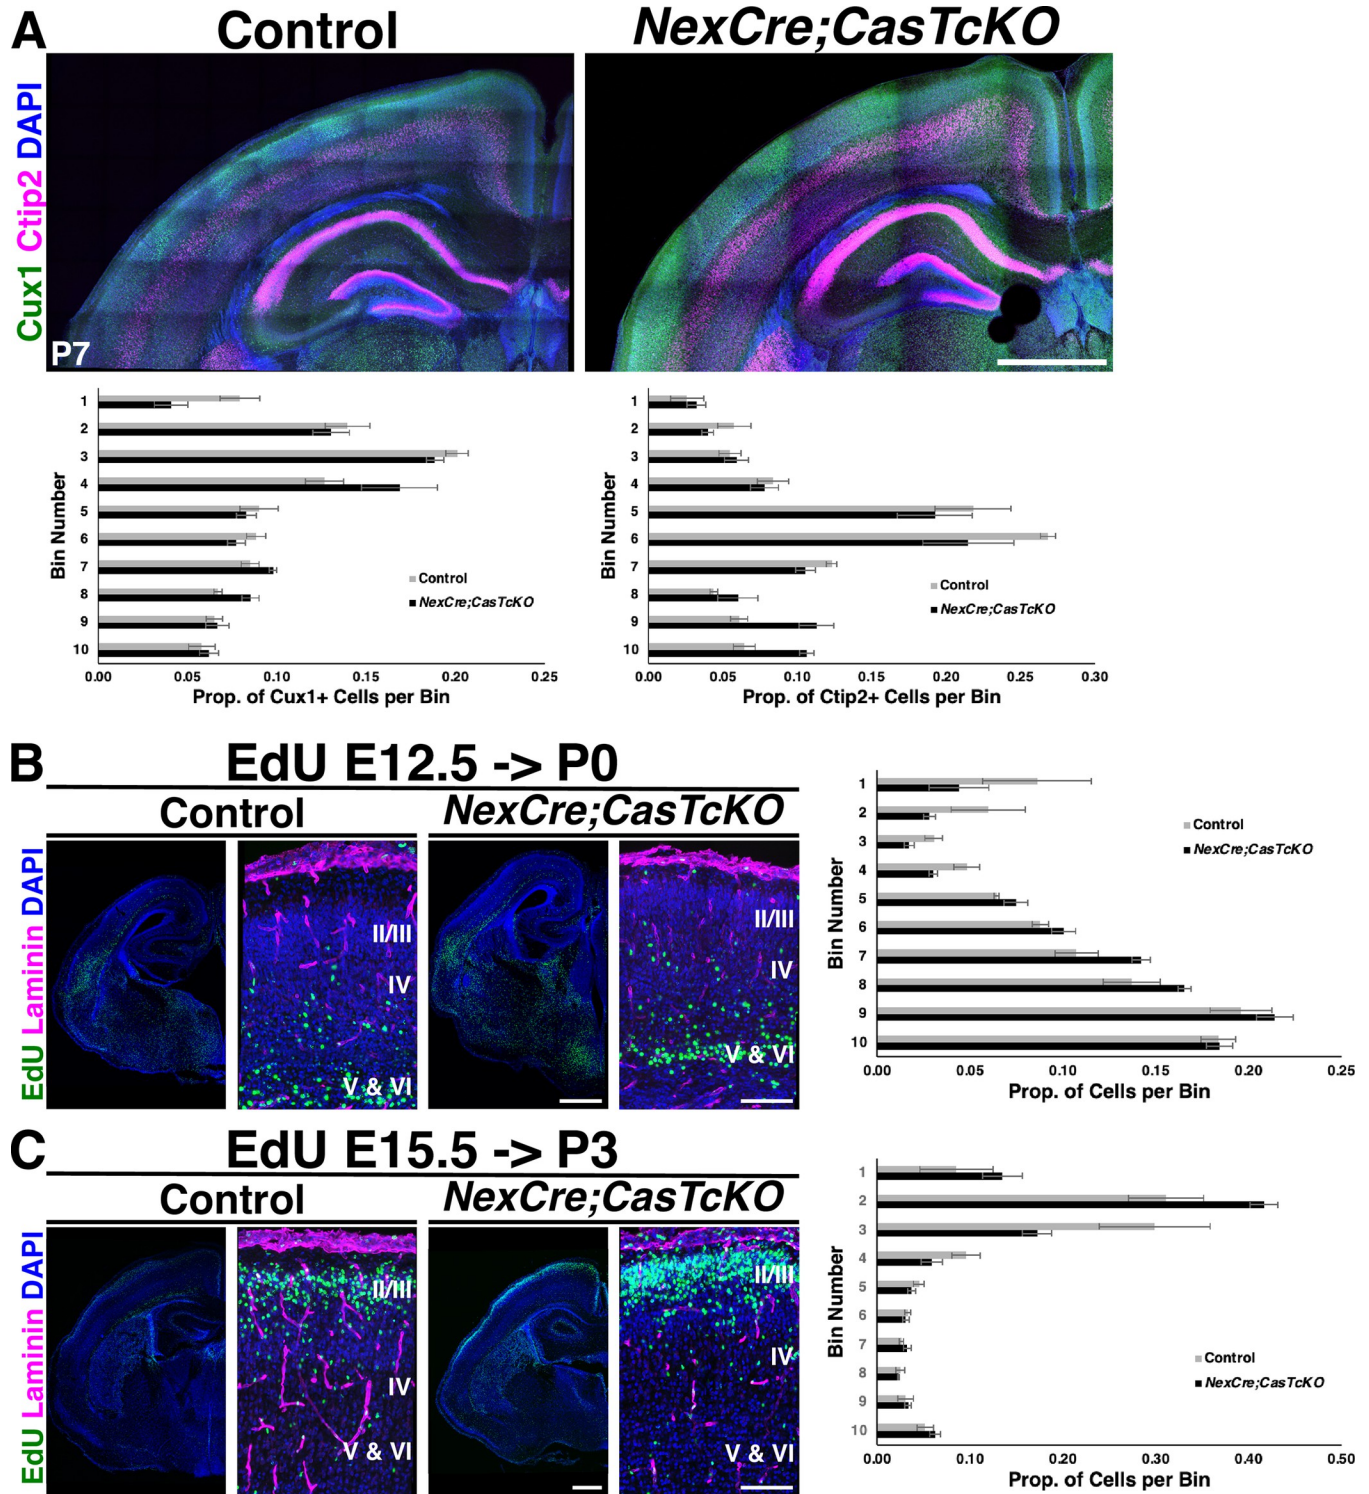 A
Control
NexCre;CasTcKO
Cux1 Ctip2 DAPI
P7
Bin Number
1
2
3
4
5
6
7
8
9
10
Control
NexCre;CasTcKO
0.00 0.05 0.10 0.15 0.20 0.25
Prop. of Cux1+ Cells per Bin
Bin Number
1
2
3
4
5
6
7
8
9
10
Control
NexCre;CasTcKO
0.00 0.05 0.10 0.15 0.20 0.25 0.30
Prop. of Ctip2+ Cells per Bin
B
EdU E12.5 -> P0
Control
NexCre;CasTcKO
EdU Laminin DAPI
II/III
IV
V & VI
II/III
IV
V & VI
Bin Number
1
2
3
4
5
6
7
8
9
10
Control
NexCre;CasTcKO
0.00 0.05 0.10 0.15 0.20 0.25
Prop. of Cells per Bin
C
EdU E15.5 -> P3
Control
NexCre;CasTcKO
EdU Laminin DAPI
II/III
IV
V & VI
II/III
IV
V & VI
Bin Number
1
2
3
4
5
6
7
8
9
10
Control
NexCre;CasTcKO
0.00 0.10 0.20 0.30 0.40 0.50
Prop. of Cells per Bin